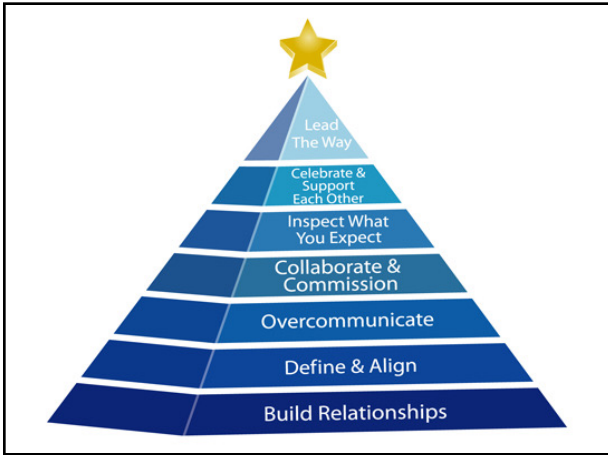 Lead
The Way
Celebrate &
Support
Each Other
Inspect What
You Expect
Collaborate &
Commission
Overcommunicate
Define & Align
Build Relationships